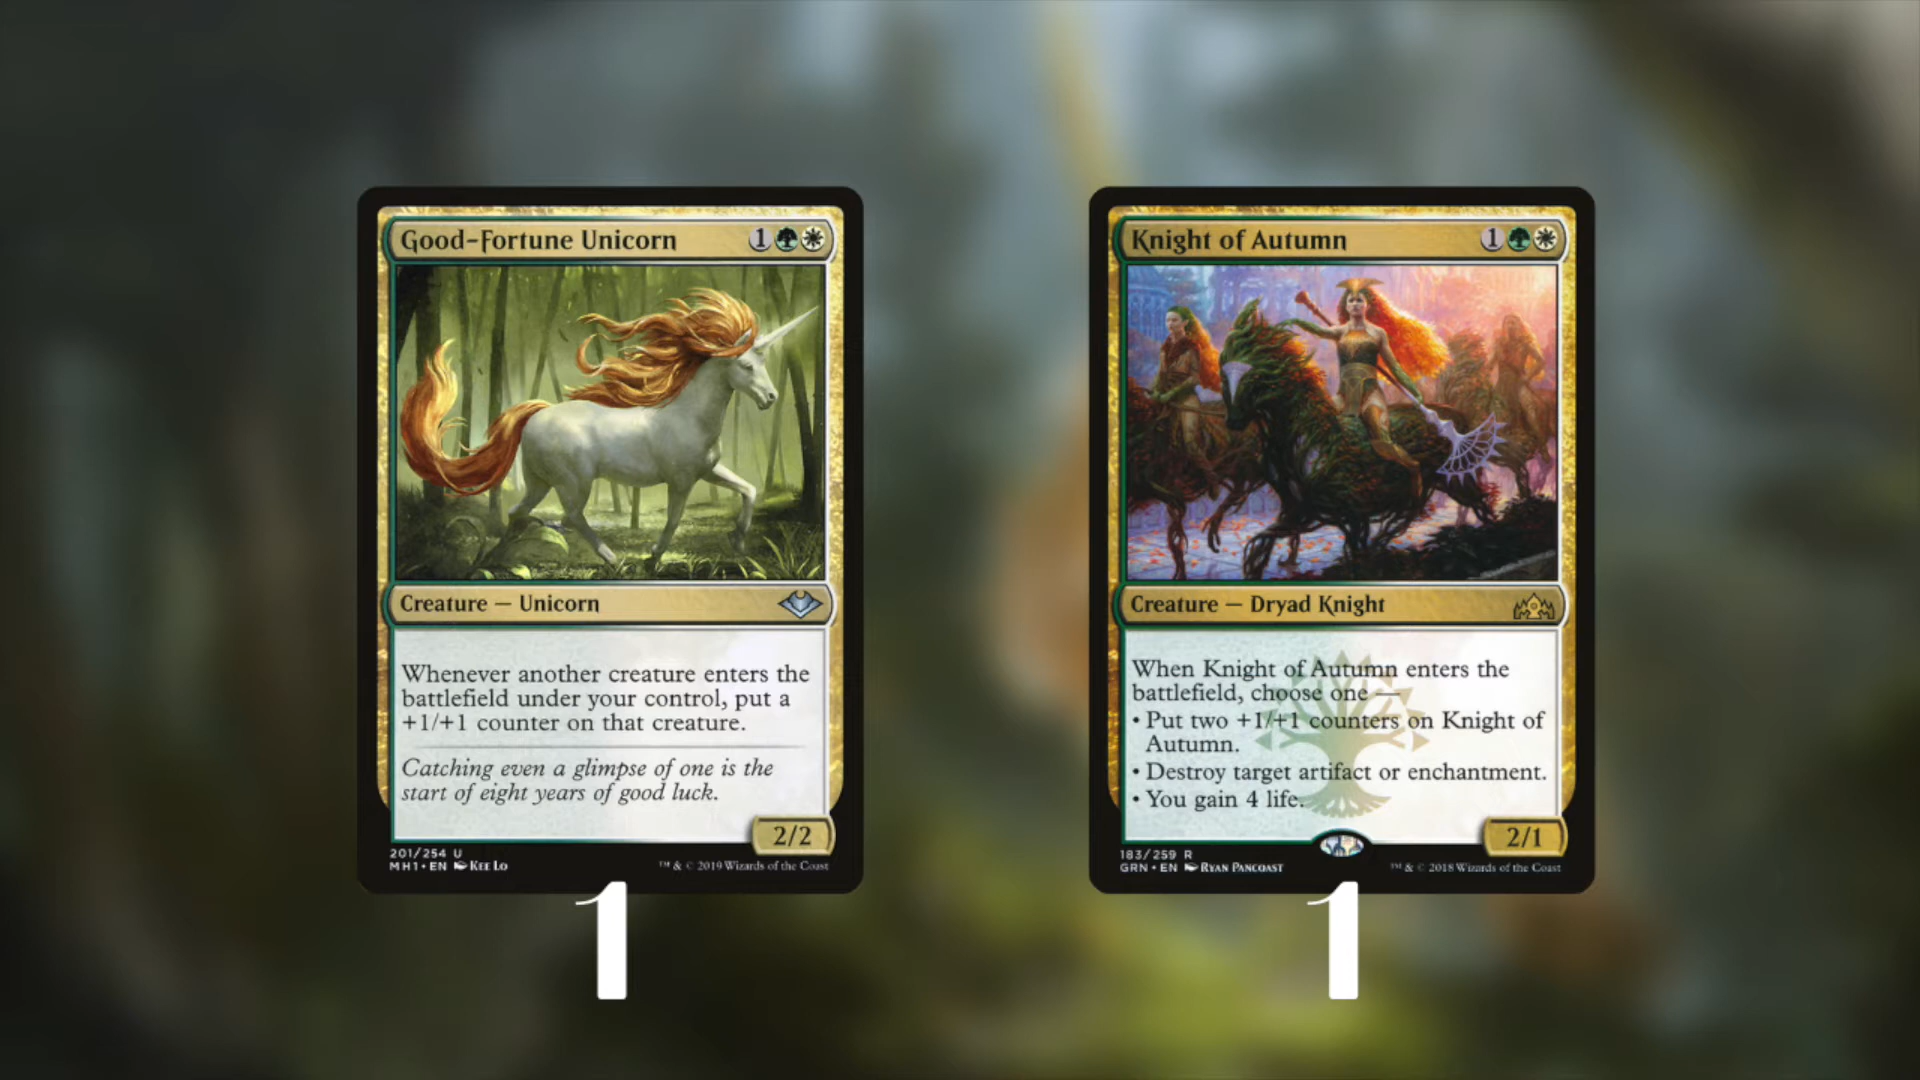 Good-Fortune Unicorn 1
Creature — Unicorn
Whenever another creature enters the
battlefield under your control, put a
+1/+1 counter on that creature.
Catching even a glimpse of one is the
start of eight years of good luck.
2/2
201/254 U
MH1 • EN Kee Lo
™ & © 2019 Wizards of the Coast
1
Knight of Autumn 1
Creature — Dryad Knight
When Knight of Autumn enters the
battlefield, choose one —
• Put two +1/+1 counters on Knight of
Autumn.
• Destroy target artifact or enchantment.
• You gain 4 life.
2/1
183/259 R
GRN • EN Ryan Pancoast
™ & © 2018 Wizards of the Coast
1